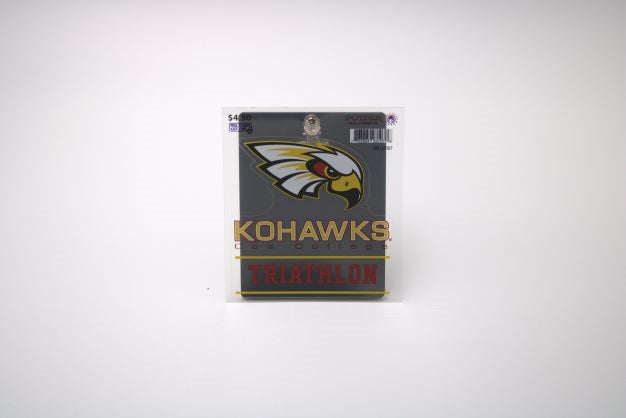 $4.50
KOHAWKS
Coe College
TRIATHLON